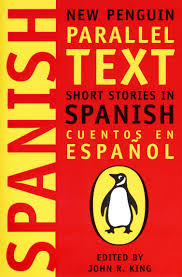 SPANISH
NEW PENGUIN
PARALLEL
TEXT
SHORT STORIES IN
SPANISH
CUENTOS EN
ESPAÑOL
EDITED BY
JOHN R. KING